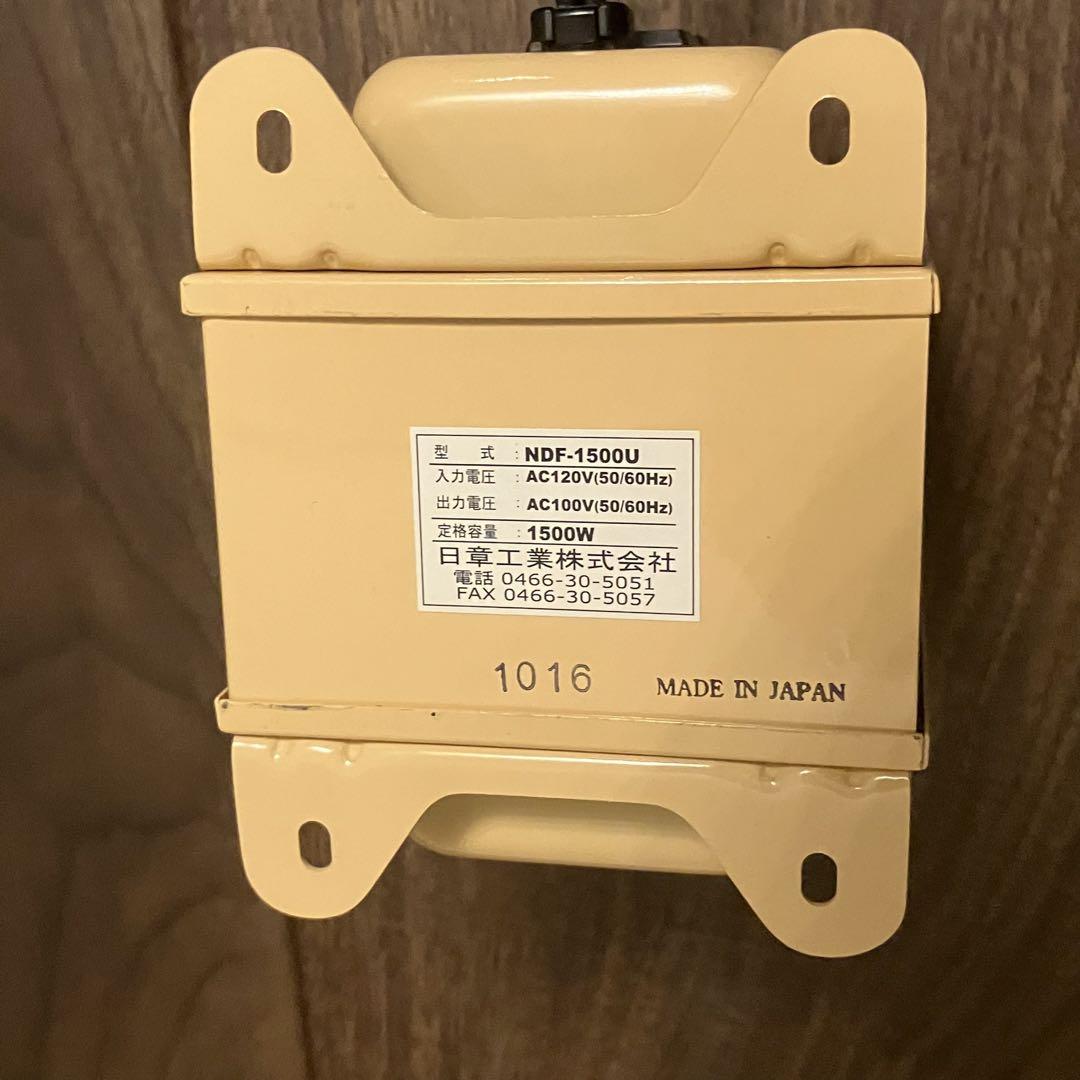 型 式 : NDF-1500U
入力電圧 : AC120V(50/60Hz)
出力電圧 : AC100V(50/60Hz)
定格容量 : 1500W
日章工業株式会社
電話 0466-30-5051
FAX 0466-30-5057
1016 MADE IN JAPAN